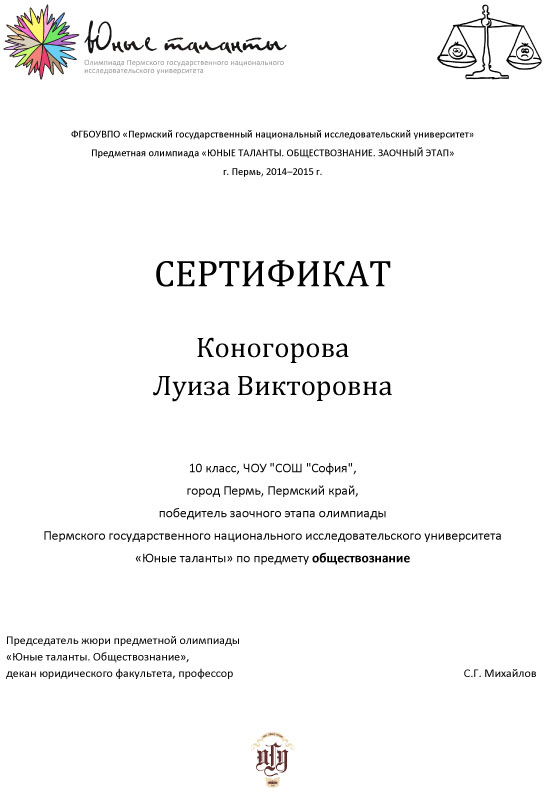 Юные таланты
Олимпиада Пермского государственного национального
исследовательского университета
ФГБОУВПО «Пермский государственный национальный исследовательский университет»
Предметная олимпиада «ЮНЫЕ ТАЛАНТЫ. ОБЩЕСТВОЗНАНИЕ. ЗАОЧНЫЙ ЭТАП»
г. Пермь, 2014–2015 г.
СЕРТИФИКАТ
Коногорова
Луиза Викторовна
10 класс, ЧОУ "СОШ "София",
город Пермь, Пермский край,
победитель заочного этапа олимпиады
Пермского государственного национального исследовательского университета
«Юные таланты» по предмету обществознание
Председатель жюри предметной олимпиады
«Юные таланты. Обществознание»,
декан юридического факультета, профессор
С.Г. Михайлов